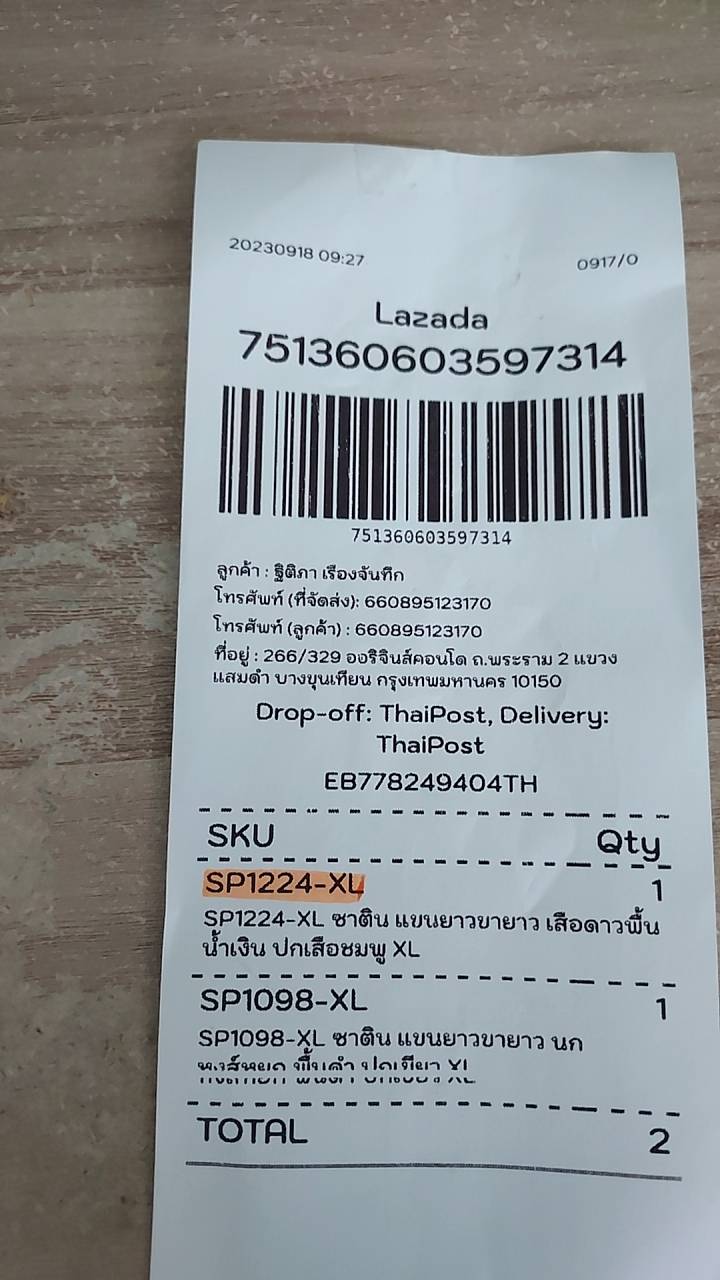 20230918 09:27
0917/0
Lazada
751360603597314
751360603597314
ลูกค้า : ฐิติภา เรืองจันทึก
โทรศัพท์ (ที่จัดส่ง): 660895123170
โทรศัพท์ (ลูกค้า) : 660895123170
ที่อยู่ : 266/329 ออริจินส์คอนโด ถ.พระราม 2 แขวง
แสมดำ บางขุนเทียน กรุงเทพมหานคร 10150
Drop-off: ThaiPost, Delivery:
ThaiPost
EB778249404TH
SKU Qty
SP1224-XL 1
SP1224-XL ซาติน แขนยาวขายาว เสือดาวพื้น
น้ำเงิน ปกเสือชมพู XL
SP1098-XL 1
SP1098-XL ซาติน แขนยาวขายาว นก
พื้นดำ XL
TOTAL 2